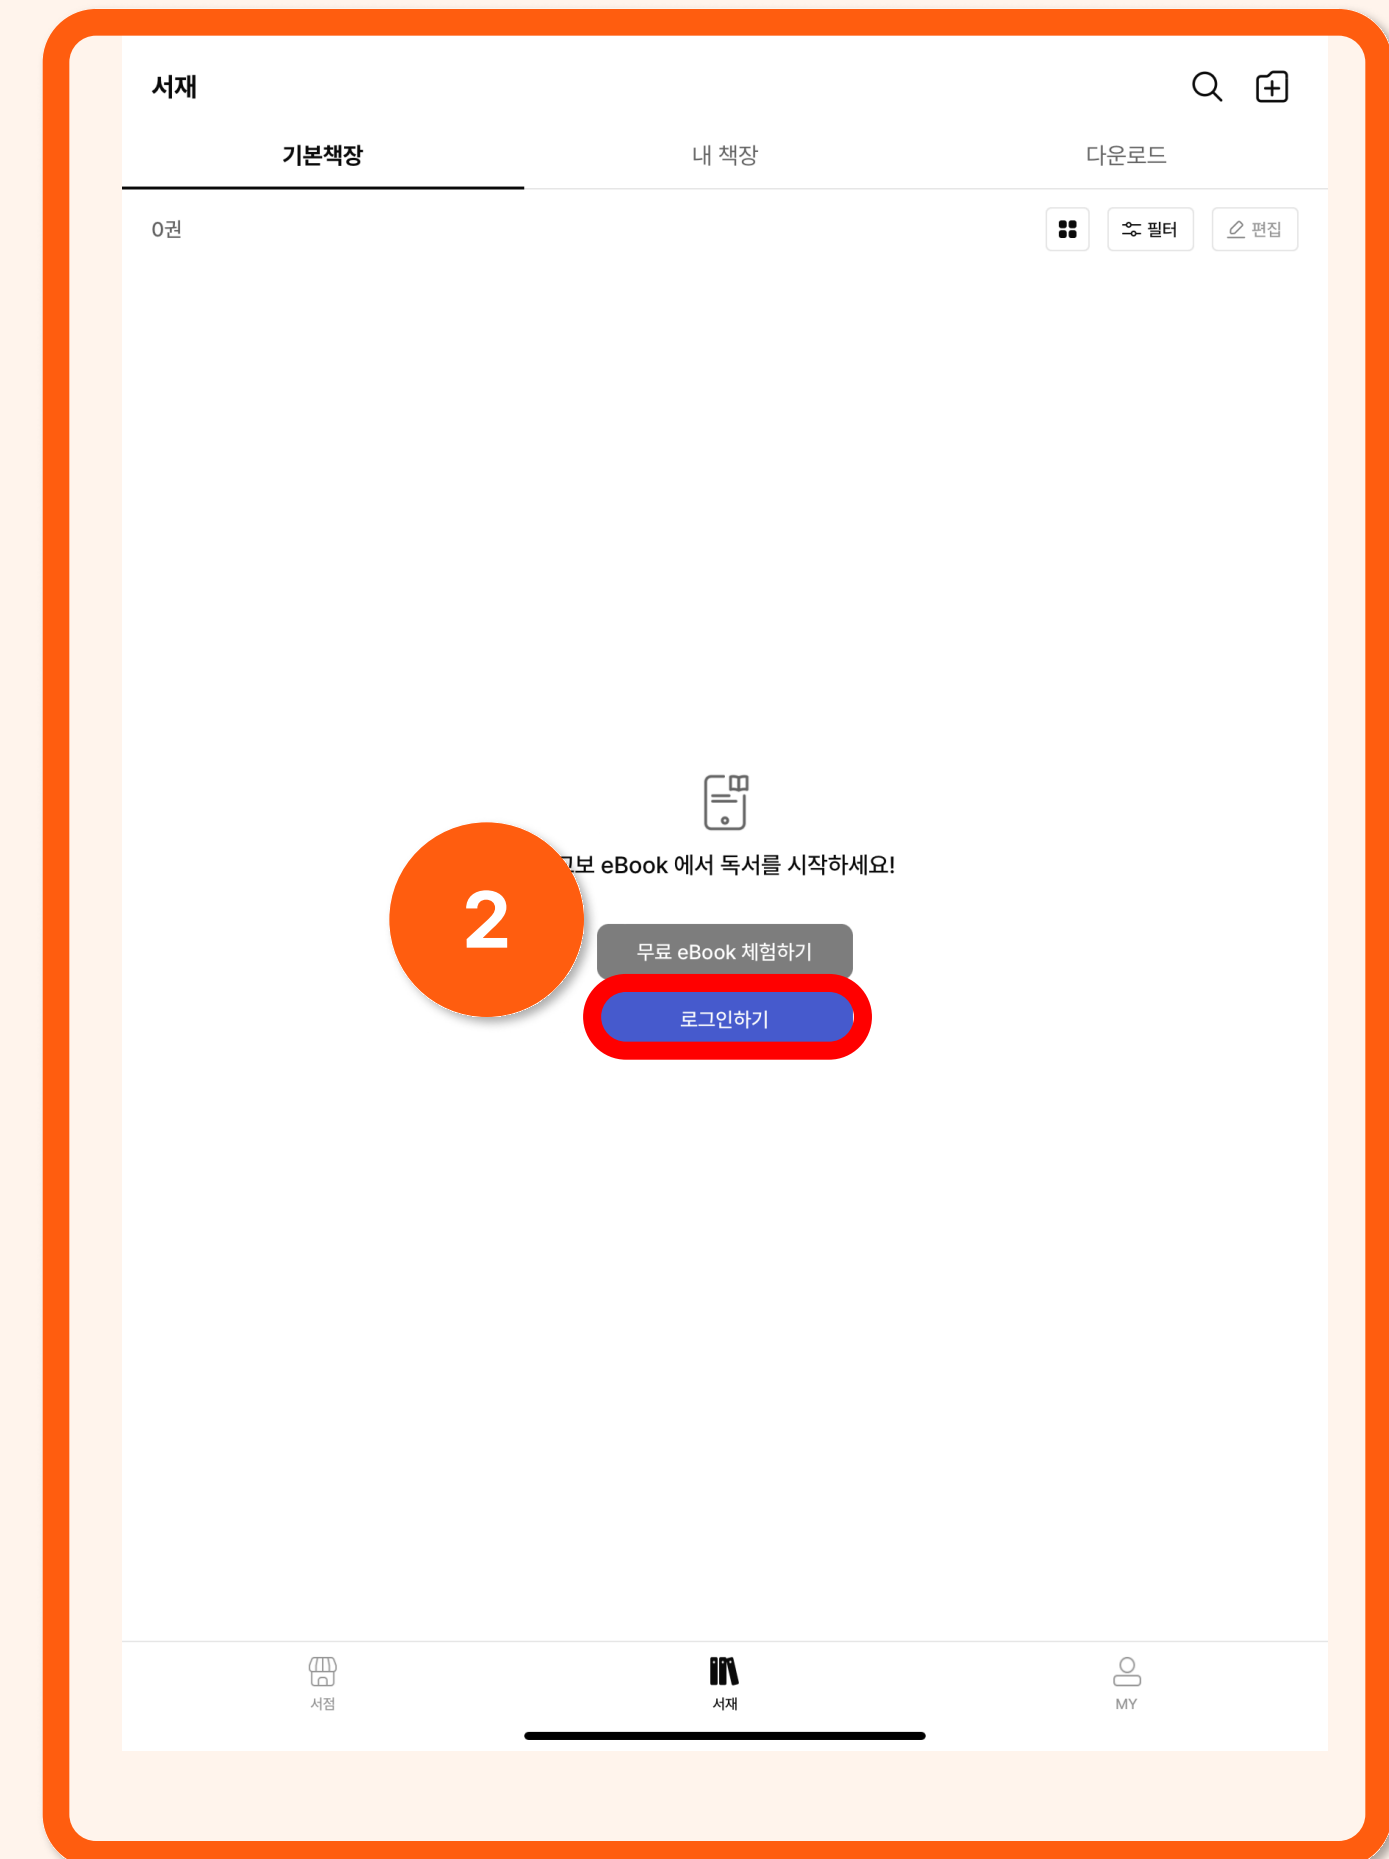 서재
기본책장 내 책장 다운로드
0권 필터 편집
eBook 에서 독서를 시작하세요!
2
무료 eBook 체험하기
로그인하기
서점 서재 MY